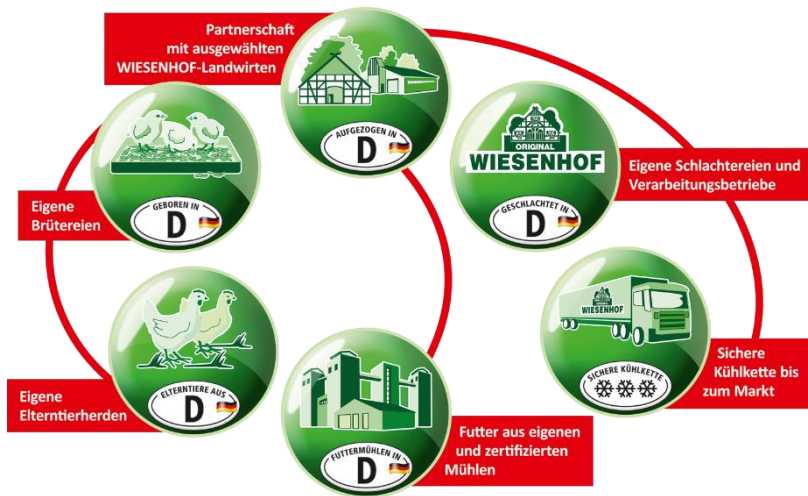 Partnerschaft
mit ausgewählten
WIESENHOF-Landwirten
AUFGEZOGEN IN
D
GEBOREN IN
D
Eigene
Brütereien
ORIGINAL
WIESENHOF
GESCHLACHTET IN
D
Eigene Schlachtereien und
Verarbeitungsbetriebe
WIESENHOF
SICHERE KÜHLKETTE
Sichere
Kühlkette bis
zum Markt
ELTERNTIERE AUS
D
Eigene
Elterntierherden
FUTTERMÜHLEN IN
D
Futter aus eigenen
und zertifizierten
Mühlen